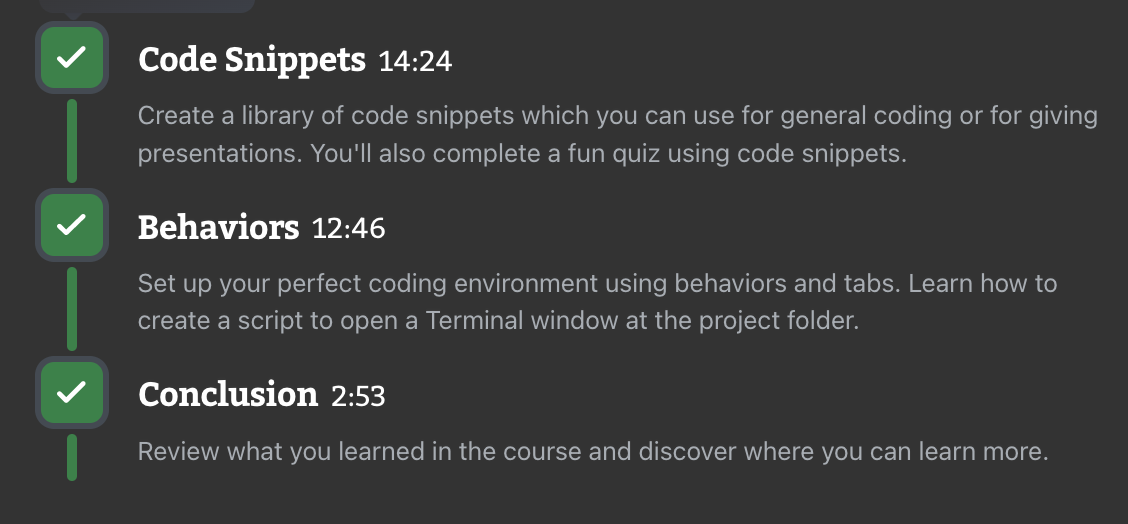 Code Snippets 14:24
Create a library of code snippets which you can use for general coding or for giving
presentations. You'll also complete a fun quiz using code snippets.
Behaviors 12:46
Set up your perfect coding environment using behaviors and tabs. Learn how to
create a script to open a Terminal window at the project folder.
Conclusion 2:53
Review what you learned in the course and discover where you can learn more.